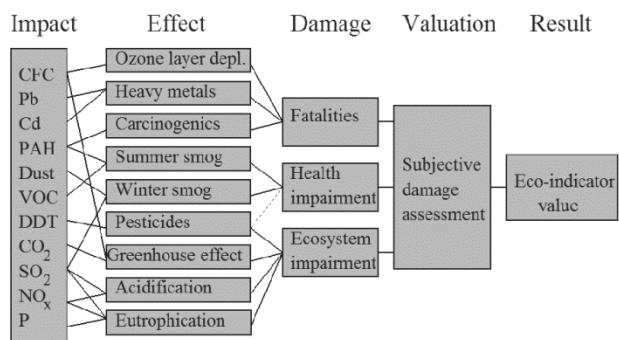 Impact
Effect
Damage
Valuation
Result
CFC
Pb
Cd
PAH
Dust
VOC
DDT
CO2
SO2
NOx
P
Ozone layer depl.
Heavy metals
Carcinogenics
Summer smog
Winter smog
Pesticides
Greenhouse effect
Acidification
Eutrophication
Fatalities
Health
impairment
Ecosystem
impairment
Subjective
damage
assessment
Eco-indicator
value